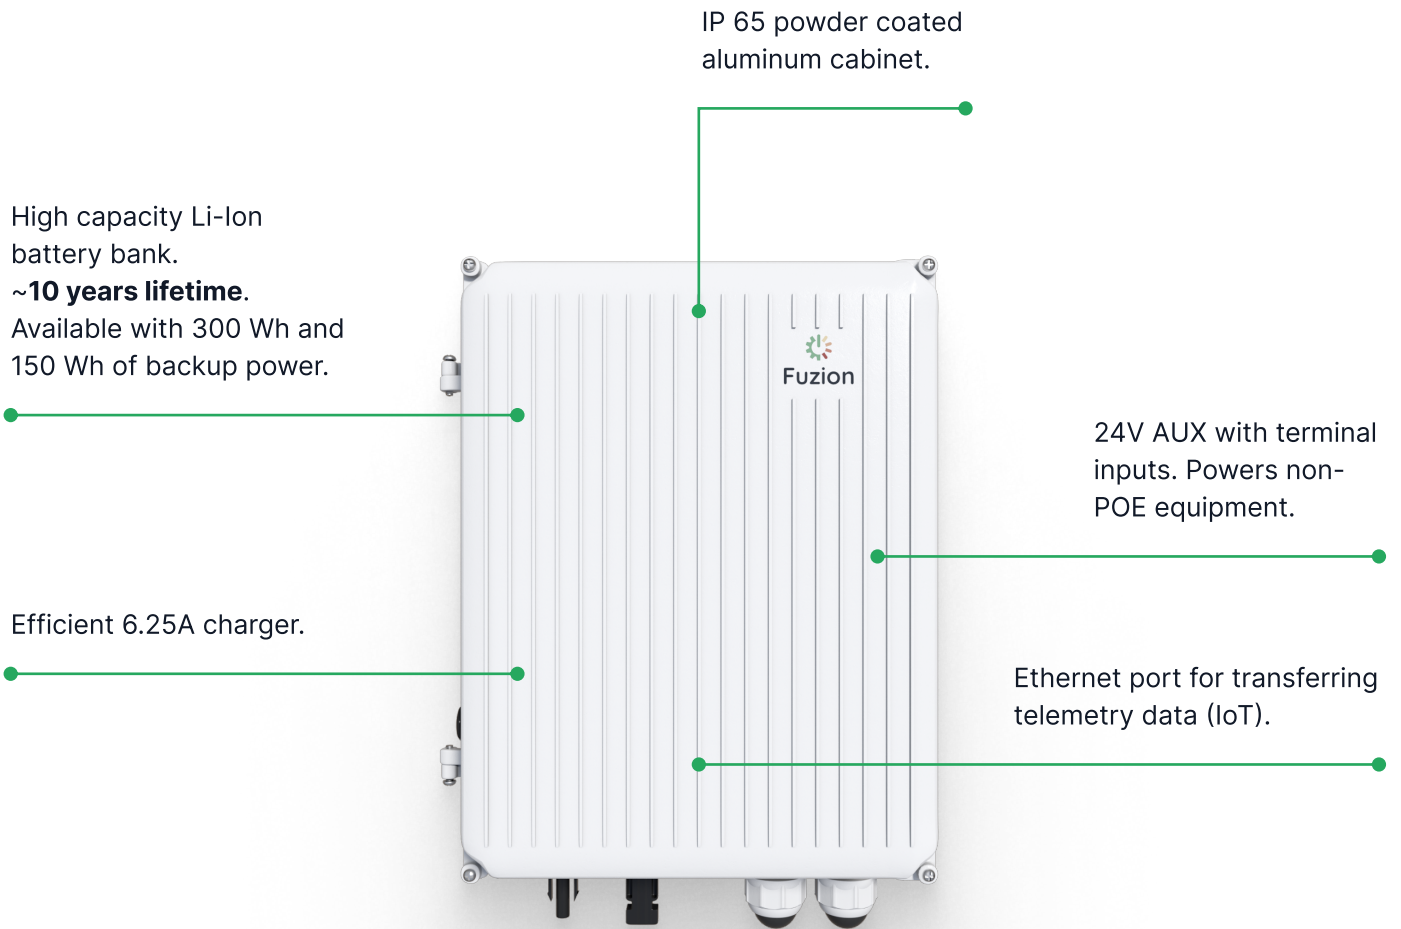 IP 65 powder coated
aluminum cabinet.
High capacity Li-Ion
battery bank.
~10 years lifetime.
Available with 300 Wh and
150 Wh of backup power.
Fuzion
24V AUX with terminal
inputs. Powers non-
POE equipment.
Efficient 6.25A charger.
Ethernet port for transferring
telemetry data (IoT).